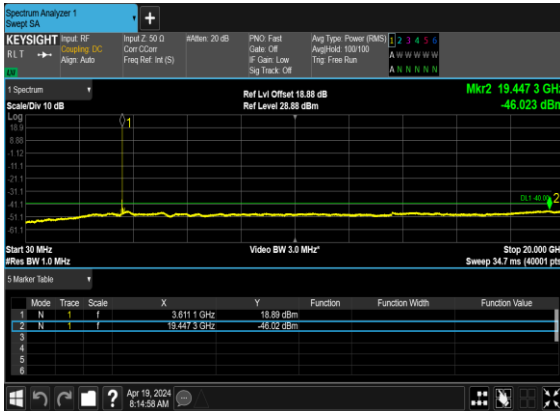 Spectrum Analyzer 1
Swept SA
+
KEYSIGHT Input: RF Input Z: 50 Ω #Atten: 20 dB PNO: Fast Avg Type: Power (RMS) 1 2 3 4 5 6
RLT Coupling: DC Corr CCorr Gate: Off Avg|Hold: 100/100 A W W W W W
Align: Auto Freq Ref: Int (S) IF Gain: Low Trig: Free Run
Sig Track: Off A N N N N N
1 Spectrum Ref Lvl Offset 18.88 dB Mkr2 19.447 3 GHz
Scale/Div 10 dB Ref Level 28.88 dBm -46.023 dBm
Log
18.9
8.88
-1.12
-11.1
-21.1
-31.1
-41.1
-51.1
-61.1
1
2
Start 30 MHz Video BW 3.0 MHz* Stop 20.000 GHz
#Res BW 1.0 MHz Sweep 34.7 ms (40001 pts)
5 Marker Table
Mode Trace Scale X Y Function Function Width Function Value
1 N 1 f 3.611 1 GHz 18.89 dBm
2 N 1 f 19.447 3 GHz -46.02 dBm
3
4
5
6
? Apr 19, 2024
8:14:58 AM